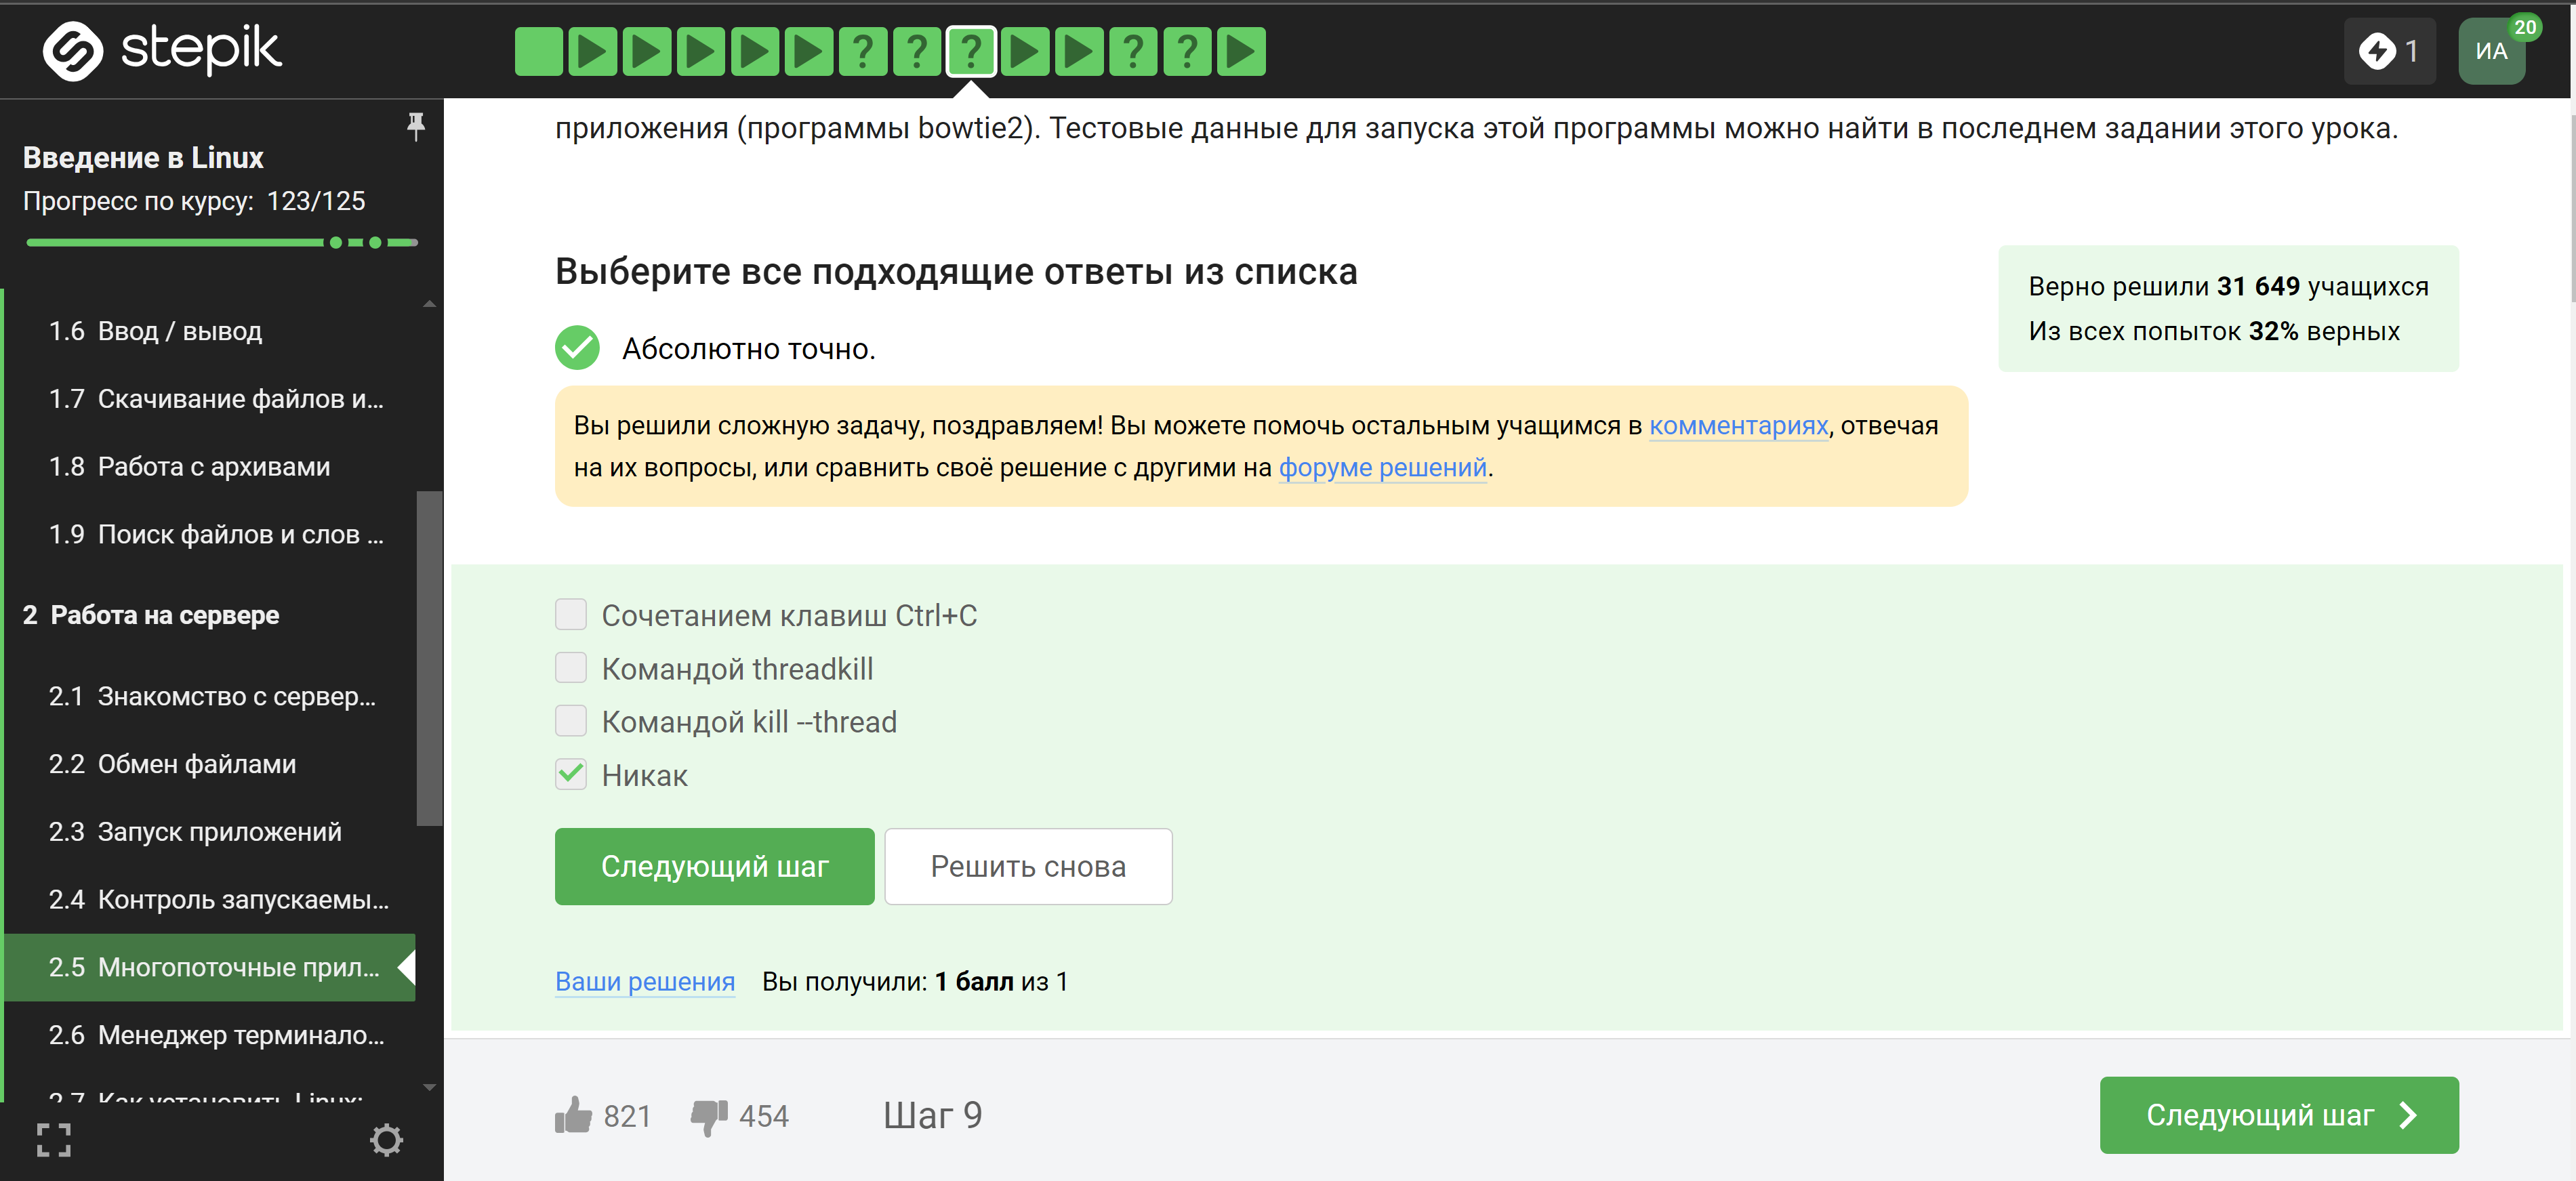 stepik
? ? ? ? ?
1
ИА
20
Введение в Linux
Прогресс по курсу: 123/125
1.6 Ввод / вывод
1.7 Скачивание файлов и...
1.8 Работа с архивами
1.9 Поиск файлов и слов ...
2 Работа на сервере
2.1 Знакомство с сервер...
2.2 Обмен файлами
2.3 Запуск приложений
2.4 Контроль запускаемы...
2.5 Многопоточные прил...
2.6 Менеджер терминало...
2.7 Как установить Linux:
приложения (программы bowtie2). Тестовые данные для запуска этой программы можно найти в последнем задании этого урока.
Выберите все подходящие ответы из списка
Верно решили 31 649 учащихся
Из всех попыток 32% верных
Абсолютно точно.
Вы решили сложную задачу, поздравляем! Вы можете помочь остальным учащимся в комментариях, отвечая
на их вопросы, или сравнить своё решение с другими на форуме решений.
Сочетанием клавиш Ctrl+C
Командой threadkill
Командой kill --thread
Никак
Следующий шаг
Решить снова
Ваши решения Вы получили: 1 балл из 1
821
454
Шаг 9
Следующий шаг